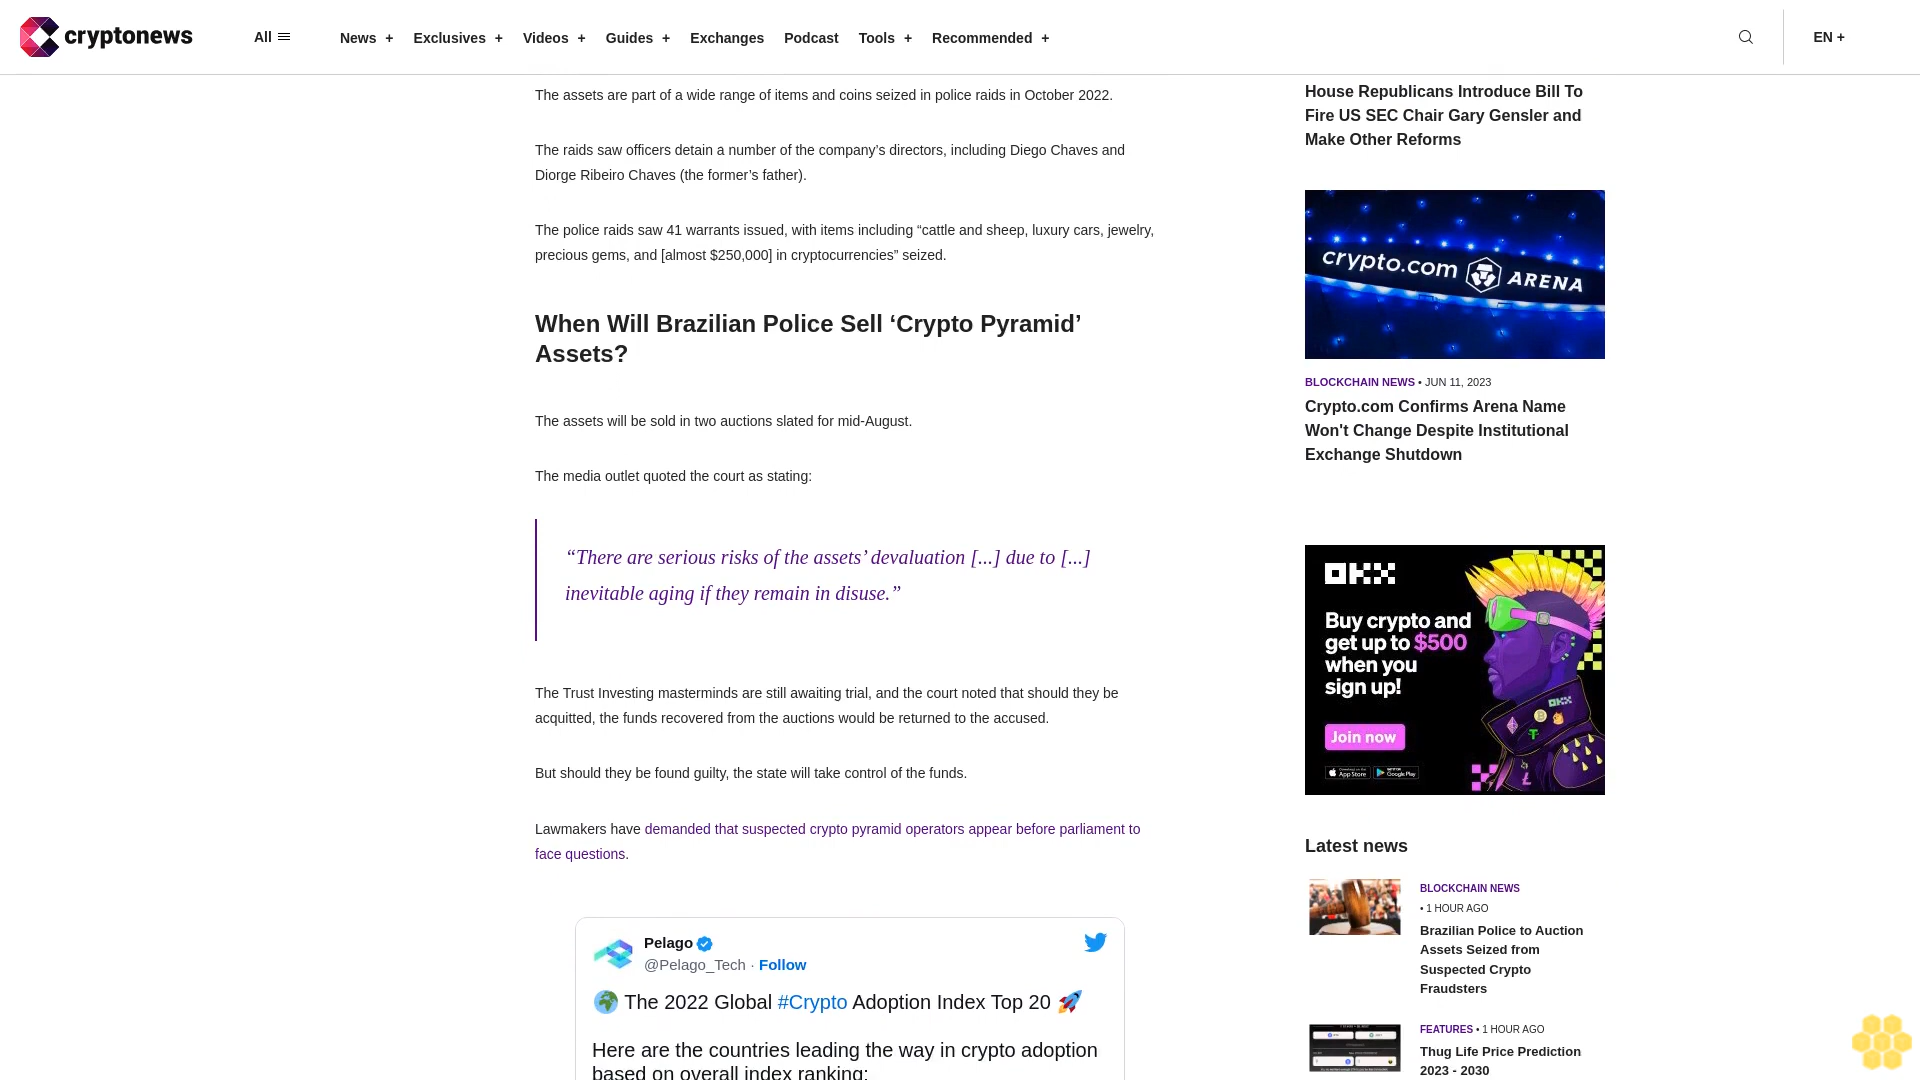 cryptonews
All
News +
Exclusives +
Videos +
Guides +
Exchanges
Podcast
Tools +
Recommended +
EN +
The assets are part of a wide range of items and coins seized in police raids in October 2022.
The raids saw officers detain a number of the company’s directors, including Diego Chaves and
Diorge Ribeiro Chaves (the former’s father).
The police raids saw 41 warrants issued, with items including “cattle and sheep, luxury cars, jewelry,
precious gems, and [almost $250,000] in cryptocurrencies” seized.
When Will Brazilian Police Sell ‘Crypto Pyramid’
Assets?
The assets will be sold in two auctions slated for mid-August.
The media outlet quoted the court as stating:
“There are serious risks of the assets’ devaluation [...] due to [...]
inevitable aging if they remain in disuse.”
The Trust Investing masterminds are still awaiting trial, and the court noted that should they be
acquitted, the funds recovered from the auctions would be returned to the accused.
But should they be found guilty, the state will take control of the funds.
Lawmakers have demanded that suspected crypto pyramid operators appear before parliament to
face questions.
Pelago
@Pelago_Tech · Follow
The 2022 Global #Crypto Adoption Index Top 20
Here are the countries leading the way in crypto adoption
based on overall index ranking:
House Republicans Introduce Bill To
Fire US SEC Chair Gary Gensler and
Make Other Reforms
crypto.com ARENA
BLOCKCHAIN NEWS • JUN 11, 2023
Crypto.com Confirms Arena Name
Won't Change Despite Institutional
Exchange Shutdown
OKX
Buy crypto and
get up to $500
when you
sign up!
OKX
Join now
App Store
Google Play
Latest news
BLOCKCHAIN NEWS
• 1 HOUR AGO
Brazilian Police to Auction
Assets Seized from
Suspected Crypto
Fraudsters
FEATURES • 1 HOUR AGO
Thug Life Price Prediction
2023 - 2030